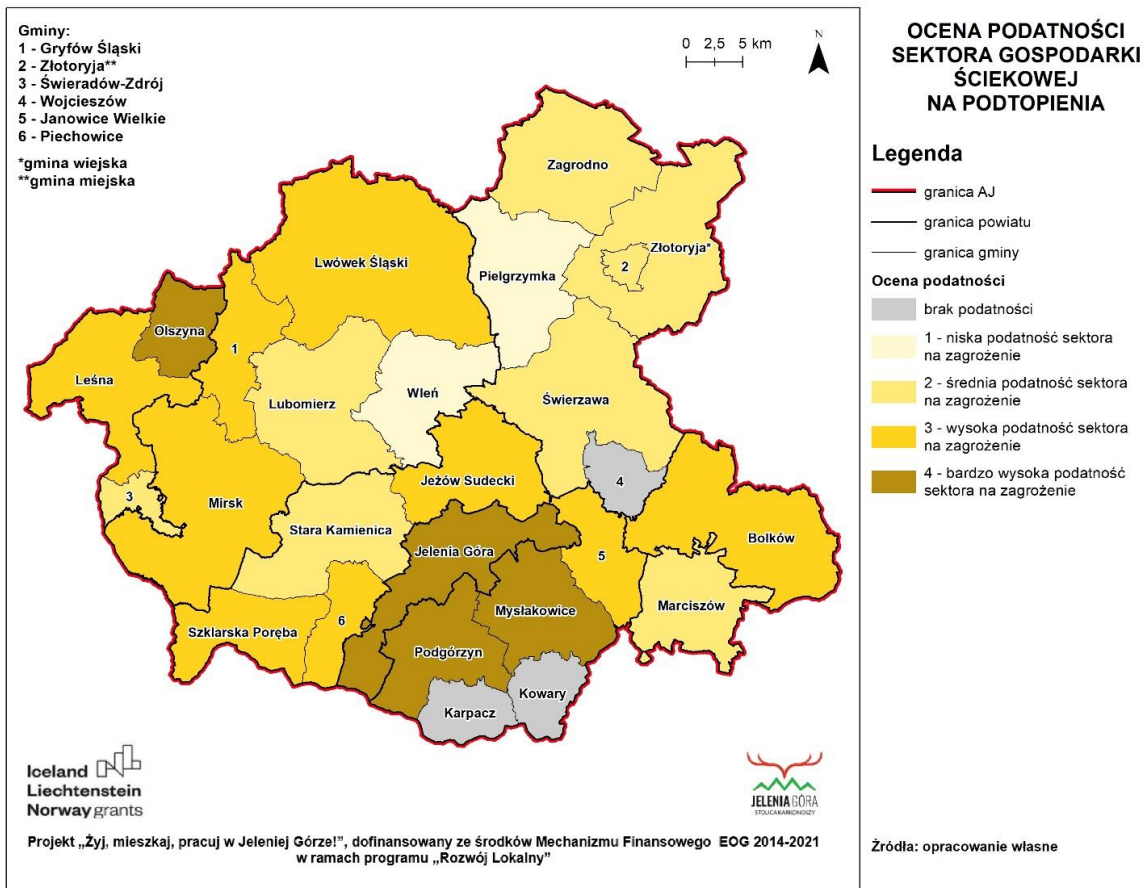 Gminy:
1 - Gryfów Śląski
2 - Złotoryja**
3 - Świeradów-Zdrój
4 - Wojcieszów
5 - Janowice Wielkie
6 - Piechowice
*gmina wiejska
**gmina miejska
0 2,5 5 km
N
Zagrodno
Złotoryja*
2
Pielgrzymka
Lwówek Śląski
Olszyna
1
Leśna
Lubomierz
Wleń
Świerzawa
3
Mirsk
Jeżów Sudecki
4
Stara Kamienica
Jelenia Góra
5
Bolków
Mysłakowice
Marciszów
Szklarska Poręba
6
Podgórzyn
Kowary
Karpacz
Iceland
Liechtenstein
Norway grants
JELENIA GÓRA
STOLICA KARKONOSZY
Projekt „Żyj, mieszkaj, pracuj w Jeleniej Górze!”, dofinansowany ze środków Mechanizmu Finansowego EOG 2014-2021
w ramach programu „Rozwój Lokalny”
OCENA PODATNOŚCI
SEKTORA GOSPODARKI
ŚCIEKOWEJ
NA PODTOPIENIA
Legenda
granica AJ
granica powiatu
granica gminy
Ocena podatności
brak podatności
1 - niska podatność sektora
na zagrożenie
2 - średnia podatność sektora
na zagrożenie
3 - wysoka podatność sektora
na zagrożenie
4 - bardzo wysoka podatność
sektora na zagrożenie
Źródła: opracowanie własne